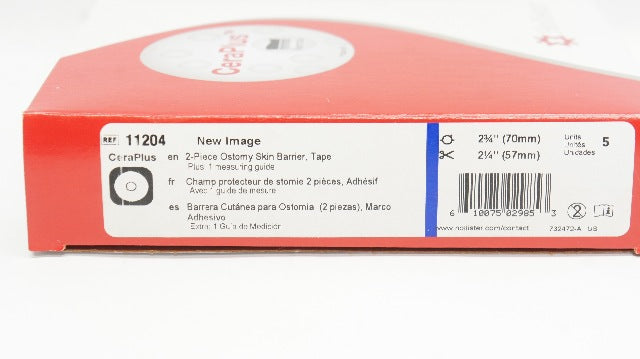 CeraPlus™
REF 11204 New Image
CeraPlus
en 2-Piece Ostomy Skin Barrier, Tape
Plus: 1 measuring guide
fr Champ protecteur de stomie 2 pièces, Adhésif
Avec 1 guide de mesure
es Barrera Cutánea para Ostomía (2 piezas), Marco
Adhesivo
Extra: 1 Guía de Medición
2¾" (70mm)
2¼" (57mm)
Units
Unités
Unidades
5
6 10075 02985 3
2
www.hollister.com/contact 732472-A US